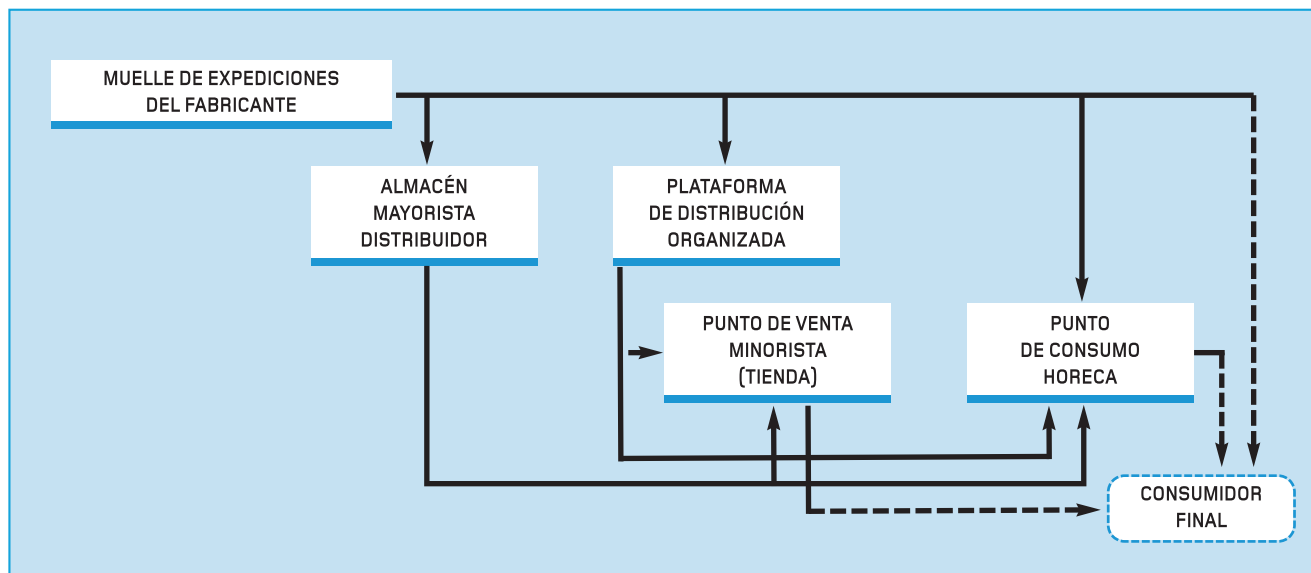 MUELLE DE EXPEDICIONES
DEL FABRICANTE
ALMACÉN
MAYORISTA
DISTRIBUIDOR
PLATAFORMA
DE DISTRIBUCIÓN
ORGANIZADA
PUNTO DE VENTA
MINORISTA
(TIENDA)
PUNTO
DE CONSUMO
HORECA
CONSUMIDOR
FINAL